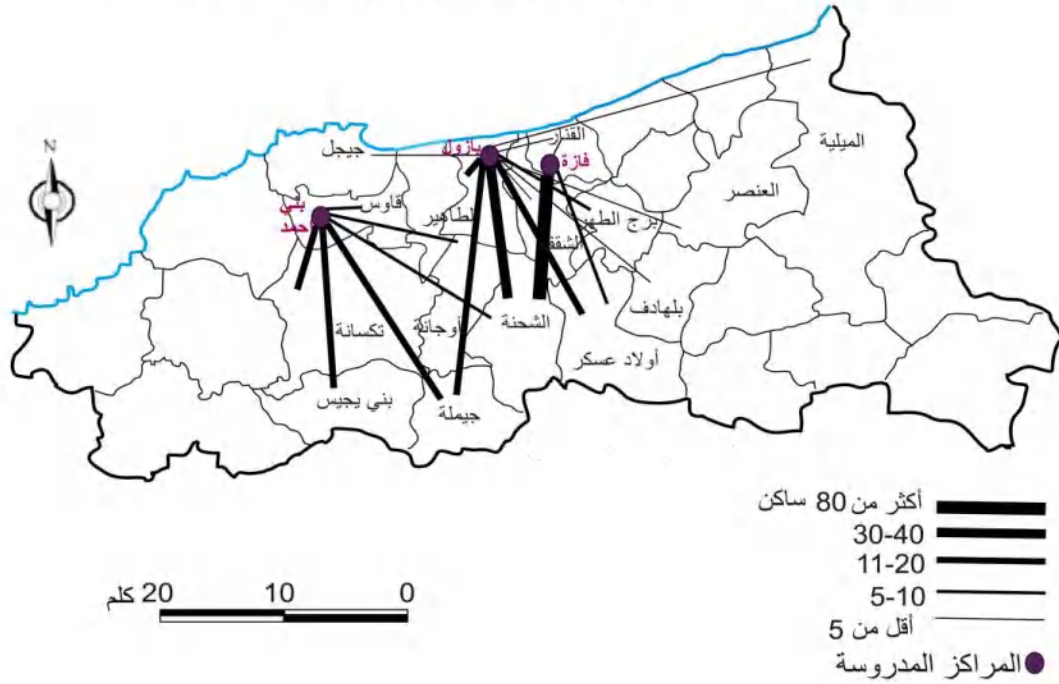 N
الميلية
القنار
جيجل
بازول
فازة
العنصر
قاوس
بني
احمد
الطاهير
برج الطهر
الشقفة
بلهادف
الشحنة
أوجانة
تكسانة
أولاد عسكر
بني يجيس
جيملة
أكثر من 80 ساكن
30-40
11-20
5-10
أقل من 5
المراكز المدروسة
0 10 20 كلم